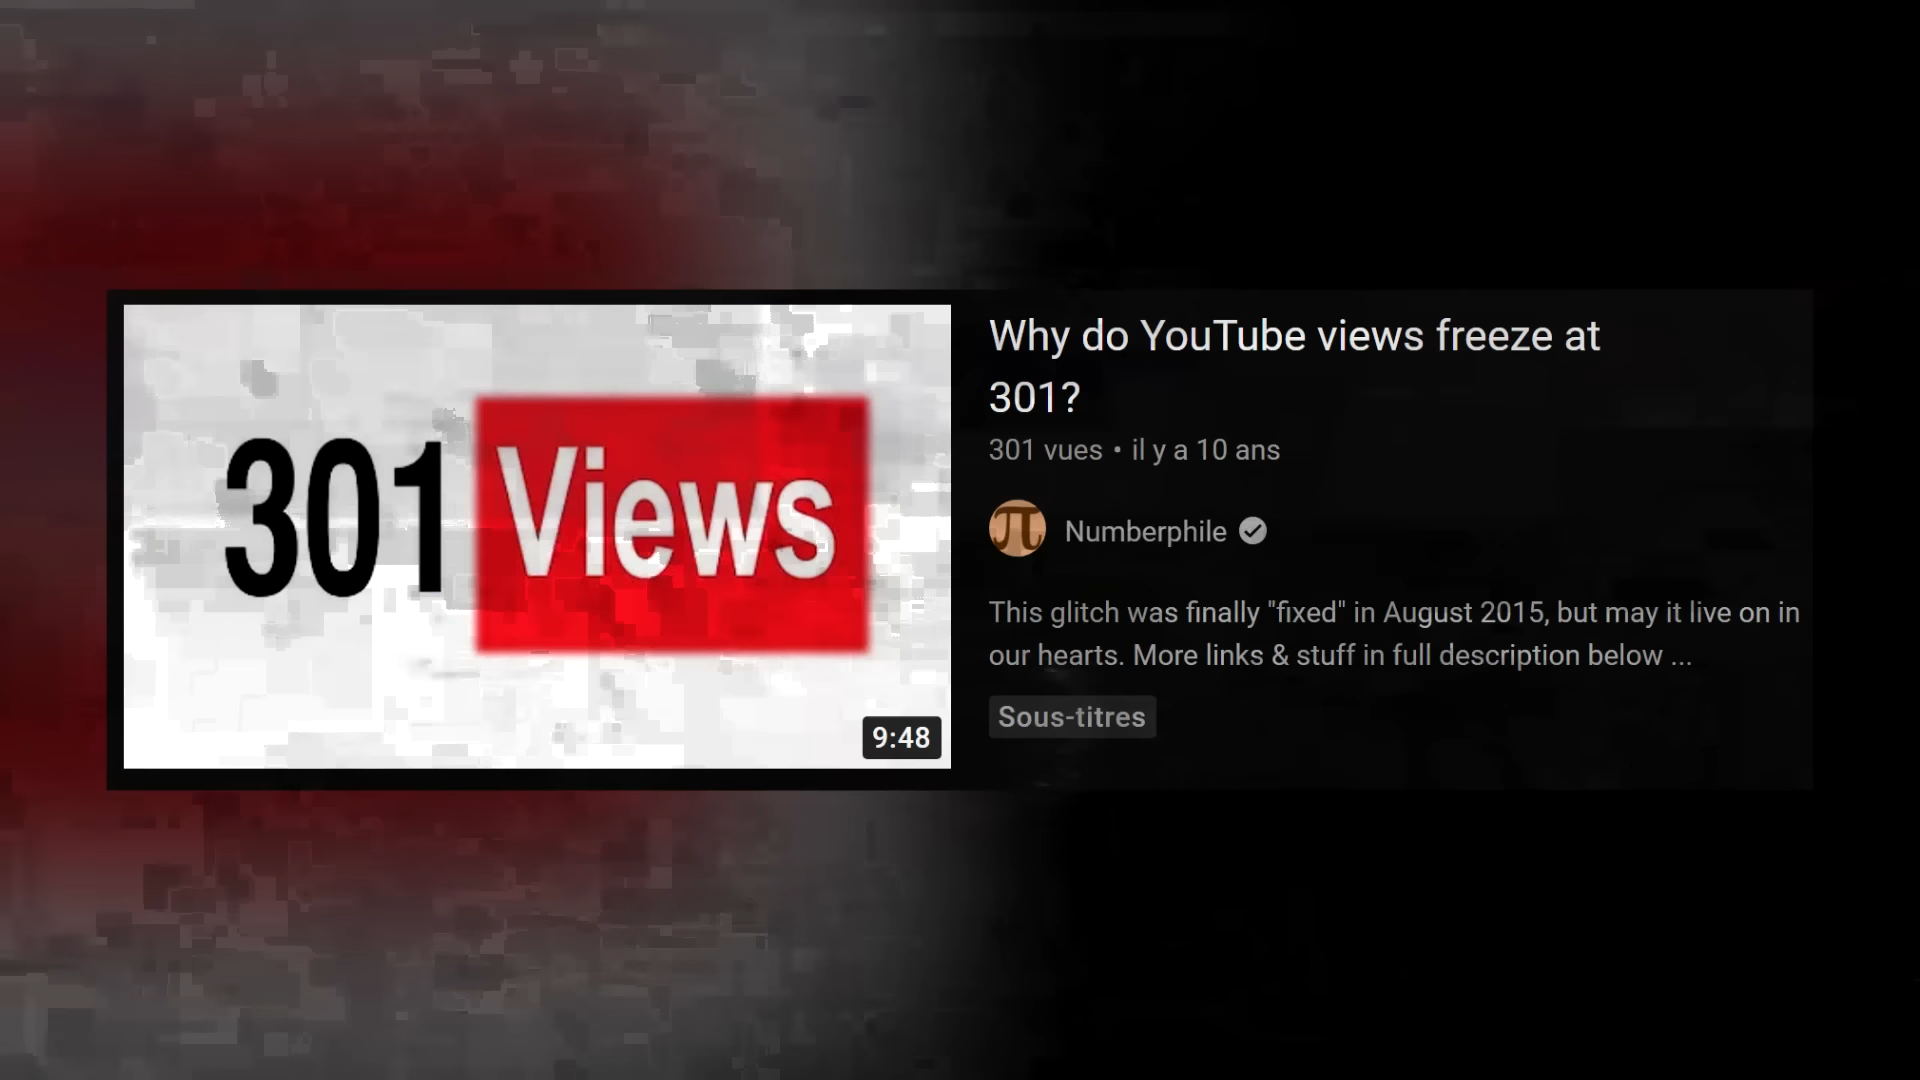 301 Views
9:48
Why do YouTube views freeze at
301?
301 vues • il y a 10 ans
π Numberphile
This glitch was finally "fixed" in August 2015, but may it live on in
our hearts. More links & stuff in full description below ...
Sous-titres